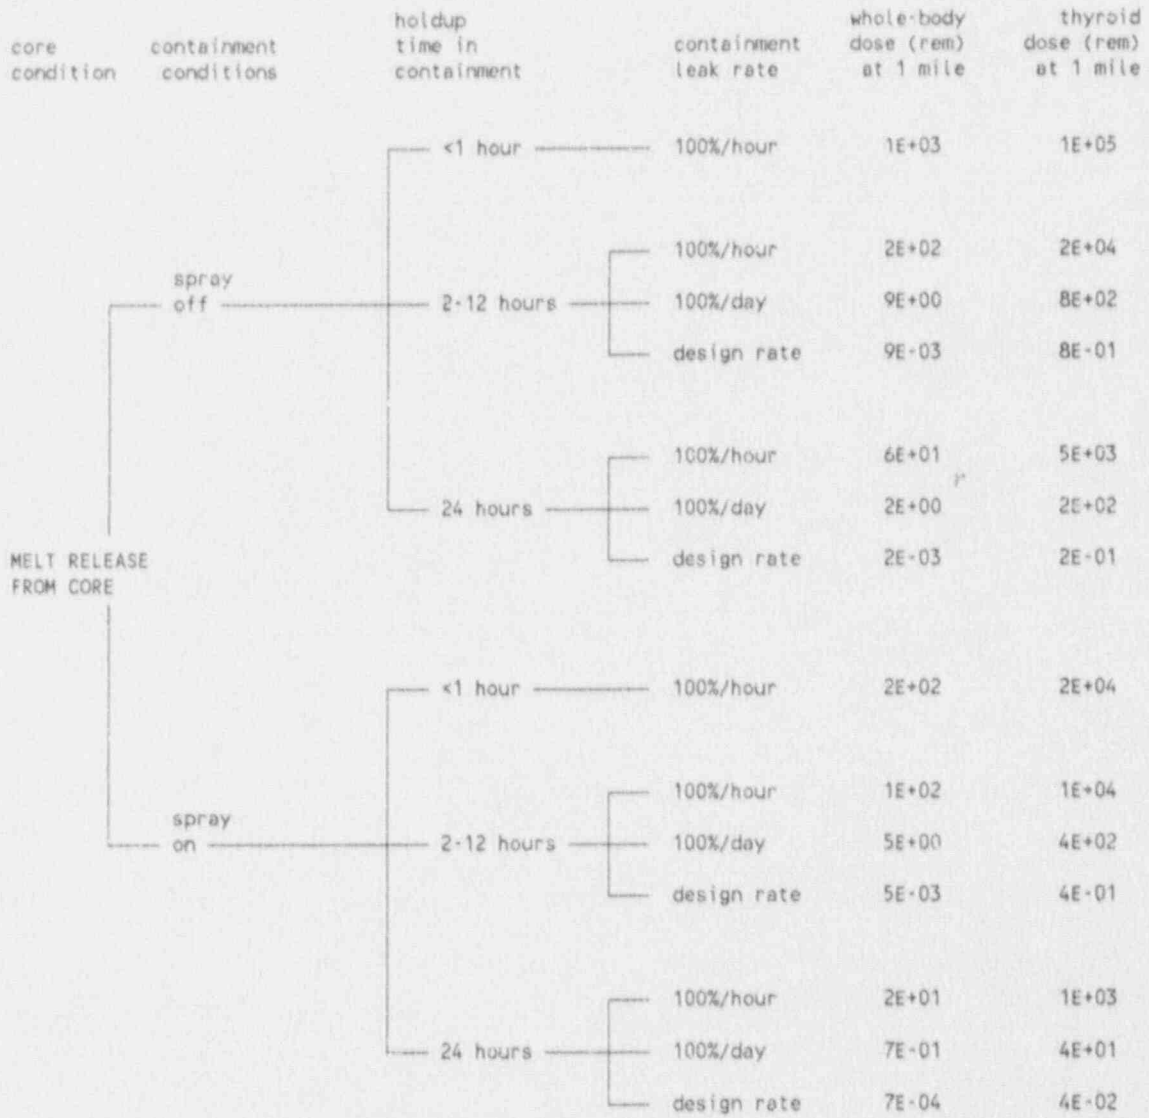 holdup whole-body thyroid
core containment time in containment dose (rem) dose (rem)
condition conditions containment leak rate at 1 mile at 1 mile
<1 hour 100%/hour 1E+03 1E+05
100%/hour 2E+02 2E+04
spray
off 2-12 hours 100%/day 9E+00 8E+02
design rate 9E-03 8E-01
100%/hour 6E+01 5E+03
24 hours 100%/day 2E+00 2E+02
MELT RELEASE design rate 2E-03 2E-01
FROM CORE
<1 hour 100%/hour 2E+02 2E+04
100%/hour 1E+02 1E+04
spray
on 2-12 hours 100%/day 5E+00 4E+02
design rate 5E-03 4E-01
100%/hour 2E+01 1E+03
24 hours 100%/day 7E-01 4E+01
design rate 7E-04 4E-02